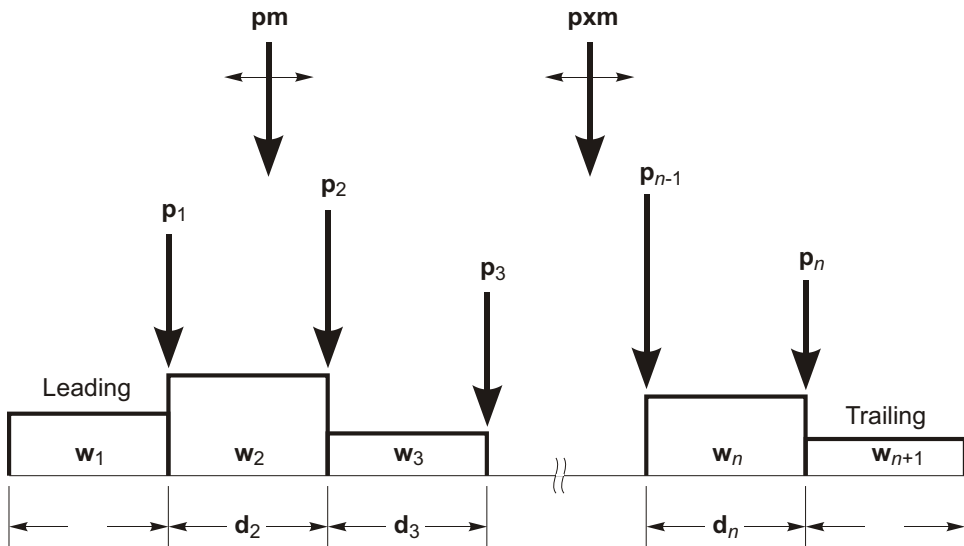 pm
pxm
p1
p2
p3
pn-1
pn
Leading
Trailing
w1
w2
w3
wn
wn+1
d2
d3
dn